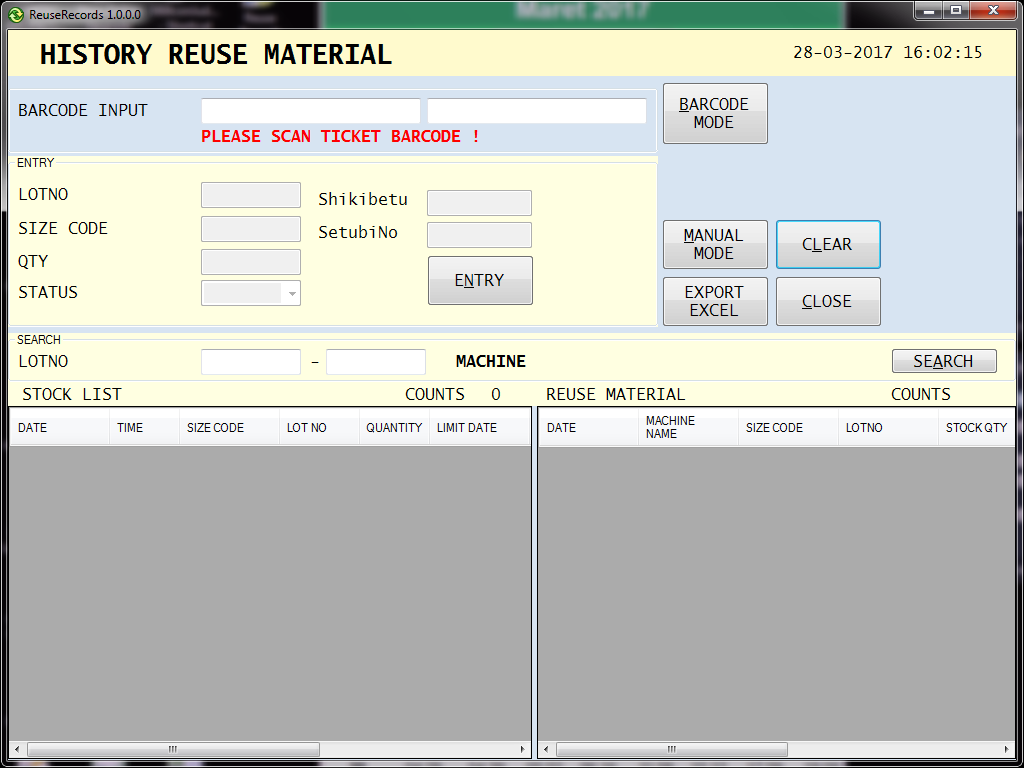 Maret 2017
ReuseRecords 1.0.0.0
HISTORY REUSE MATERIAL
28-03-2017 16:02:15
BARCODE INPUT
PLEASE SCAN TICKET BARCODE !
BARCODE
MODE
ENTRY
LOTNO
Shikibetu
SIZE CODE
SetubiNo
QTY
STATUS
ENTRY
MANUAL
MODE
CLEAR
EXPORT
EXCEL
CLOSE
SEARCH
LOTNO
–
MACHINE
SEARCH
STOCK LIST
COUNTS 0
REUSE MATERIAL
COUNTS
DATE TIME SIZE CODE LOT NO QUANTITY LIMIT DATE
DATE MACHINE NAME SIZE CODE LOTNO STOCK QTY